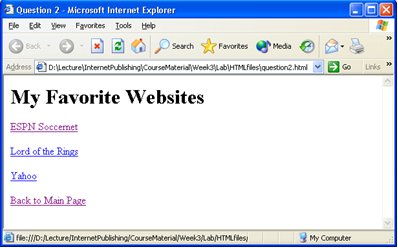 Question 2 - Microsoft Internet Explorer
File Edit View Favorites Tools Help
Back Search Favorites Media
Address D:\Lecture\InternetPublishing\CourseMaterial\Week3\Lab\HTMLfiles\question2.html Go Links
My Favorite Websites
ESPN Soccernet
Lord of the Rings
Yahoo
Back to Main Page
file:///D:/Lecture/InternetPublishing/CourseMaterial/Week3/Lab/HTMLfiles/ My Computer